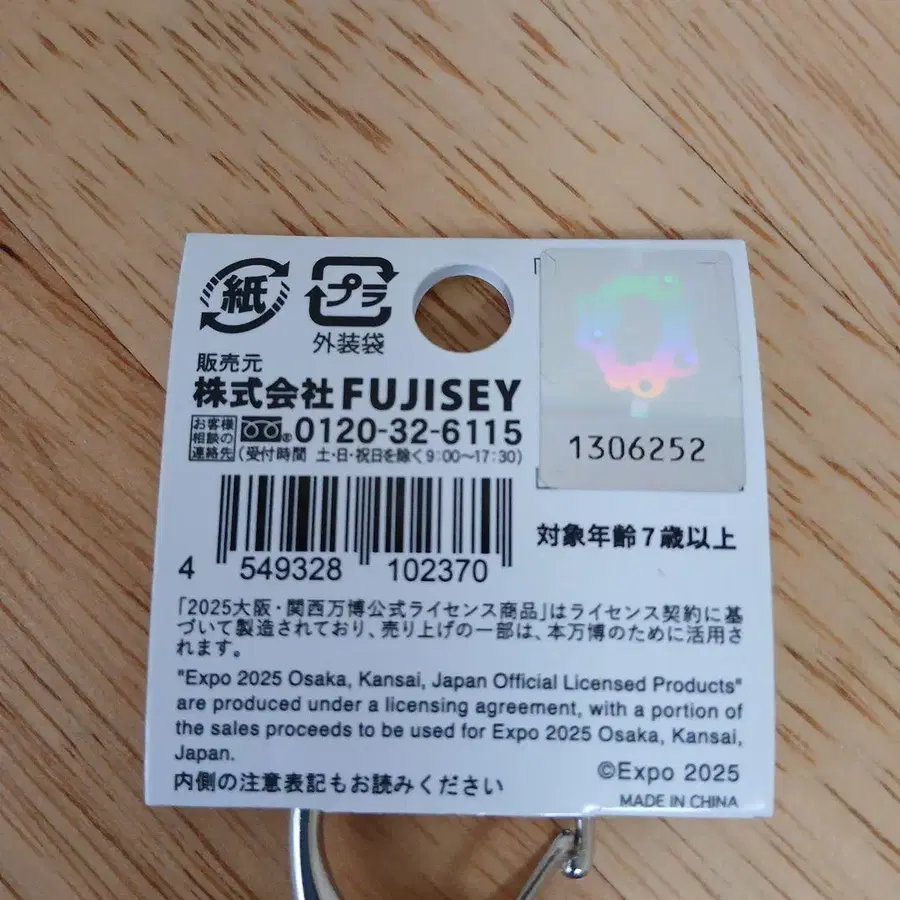 紙
プラ
外装袋
販売元
株式会社FUJISEY
お客様
相談の
連絡先
0120-32-6115
(受付時間 土・日・祝日を除く9:00〜17:30)
1306252
対象年齢7歳以上
4 549328 102370
「2025大阪・関西万博公式ライセンス商品」はライセンス契約に基
づいて製造されており、売り上げの一部は、本万博のために活用さ
れます。
"Expo 2025 Osaka, Kansai, Japan Official Licensed Products"
are produced under a licensing agreement, with a portion of
the sales proceeds to be used for Expo 2025 Osaka, Kansai,
Japan.
©Expo 2025
内側の注意表記もお読みください
MADE IN CHINA